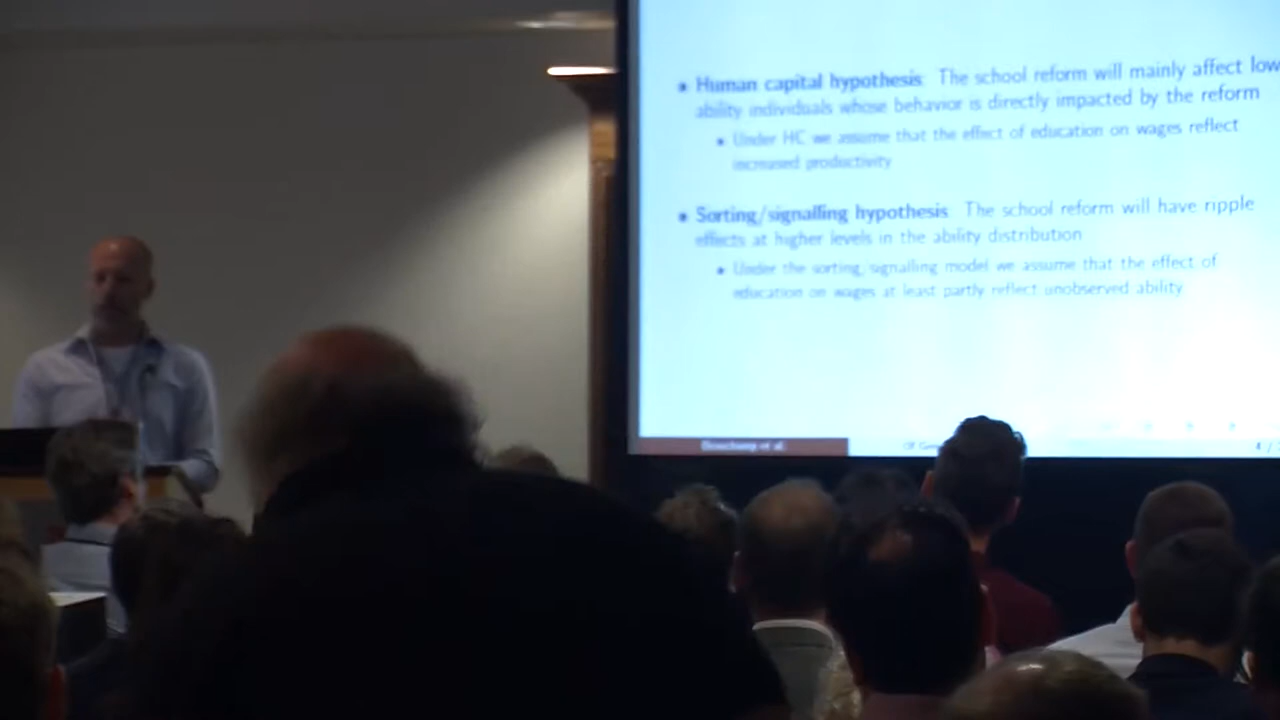 Human capital hypothesis: The school reform will mainly affect low
ability individuals whose behavior is directly impacted by the reform
Under HC we assume that the effect of education on wages reflect
increased productivity
Sorting/signalling hypothesis: The school reform will have ripple
effects at higher levels in the ability distribution
Under the sorting/signalling model we assume that the effect of
education on wages at least partly reflect unobserved ability
et al.